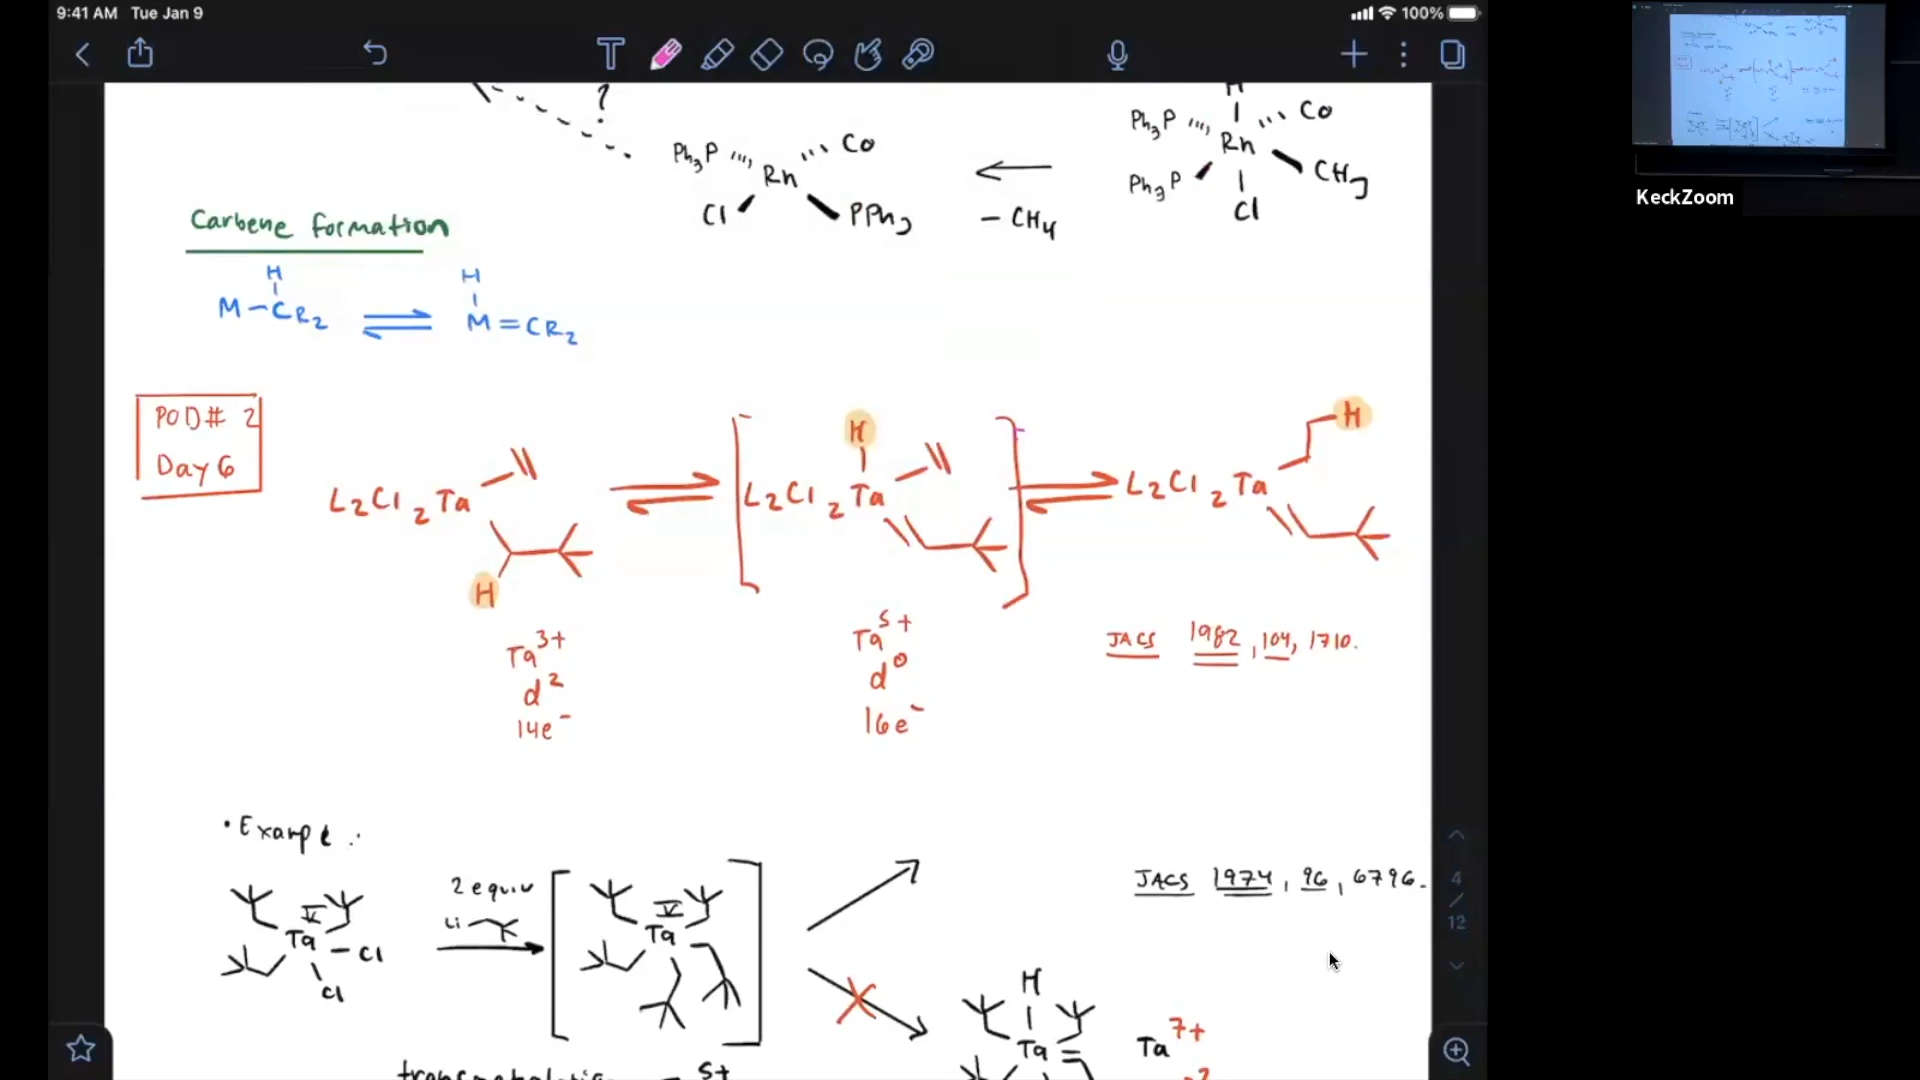 9:41 AM Tue Jan 9
100%
KeckZoom
?
Ph3P
Co
Rh
Cl
PPh3
- CH4
H
Ph3P
Co
Rh
Ph3P
CH3
Cl
Carbene formation
H
M-CR2
H
M=CR2
POD# 2
Day 6
L2Cl2Ta
H
H
L2Cl2Ta
H
L2Cl2Ta
Ta3+
d2
14e-
Ta5+
d0
16e-
JACS 1982, 104, 1710.
• Example:
V
Ta
Cl
Cl
2 equiv
Li
V
Ta
JACS 1974, 96, 6796.
4
/
12
H
Ta
Ta7+
5+